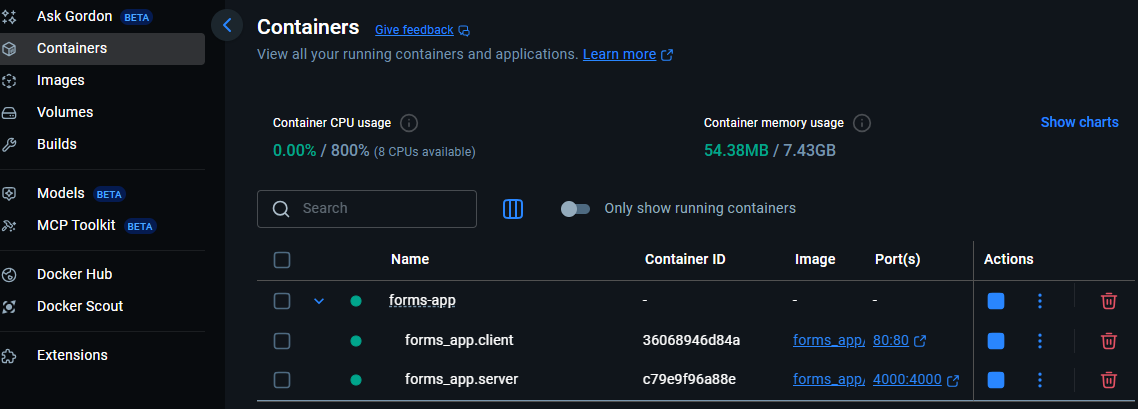 Ask Gordon BETA
Containers
Images
Volumes
Builds
Models BETA
MCP Toolkit BETA
Docker Hub
Docker Scout
Extensions
Containers Give feedback
View all your running containers and applications. Learn more
Container CPU usage
0.00% / 800% (8 CPUs available)
Container memory usage
54.38MB / 7.43GB
Show charts
Search
Only show running containers
Name Container ID Image Port(s) Actions
forms-app - - -
forms_app.client 36068946d84a forms_app/ 80:80
forms_app.server c79e9f96a88e forms_app/ 4000:4000